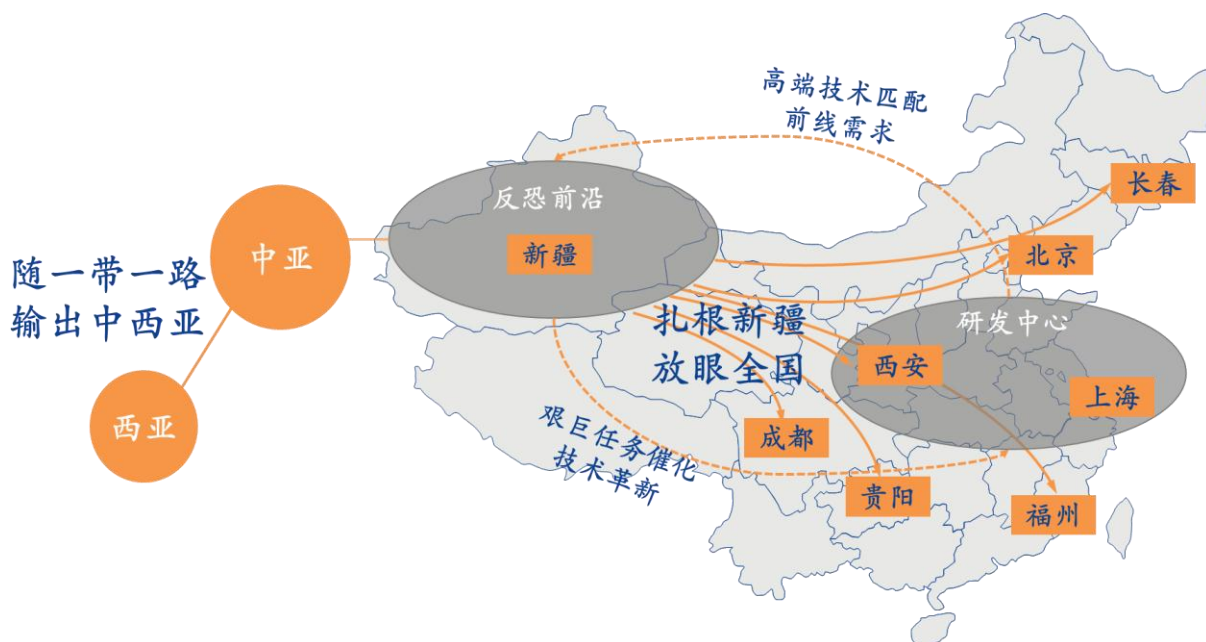 高端技术匹配
前线需求
长春
反恐前沿
新疆
北京
中亚
随一带一路
输出中西亚
扎根新疆
放眼全国
研发中心
西安
上海
西亚
艰巨任务催化
技术革新
成都
贵阳
福州